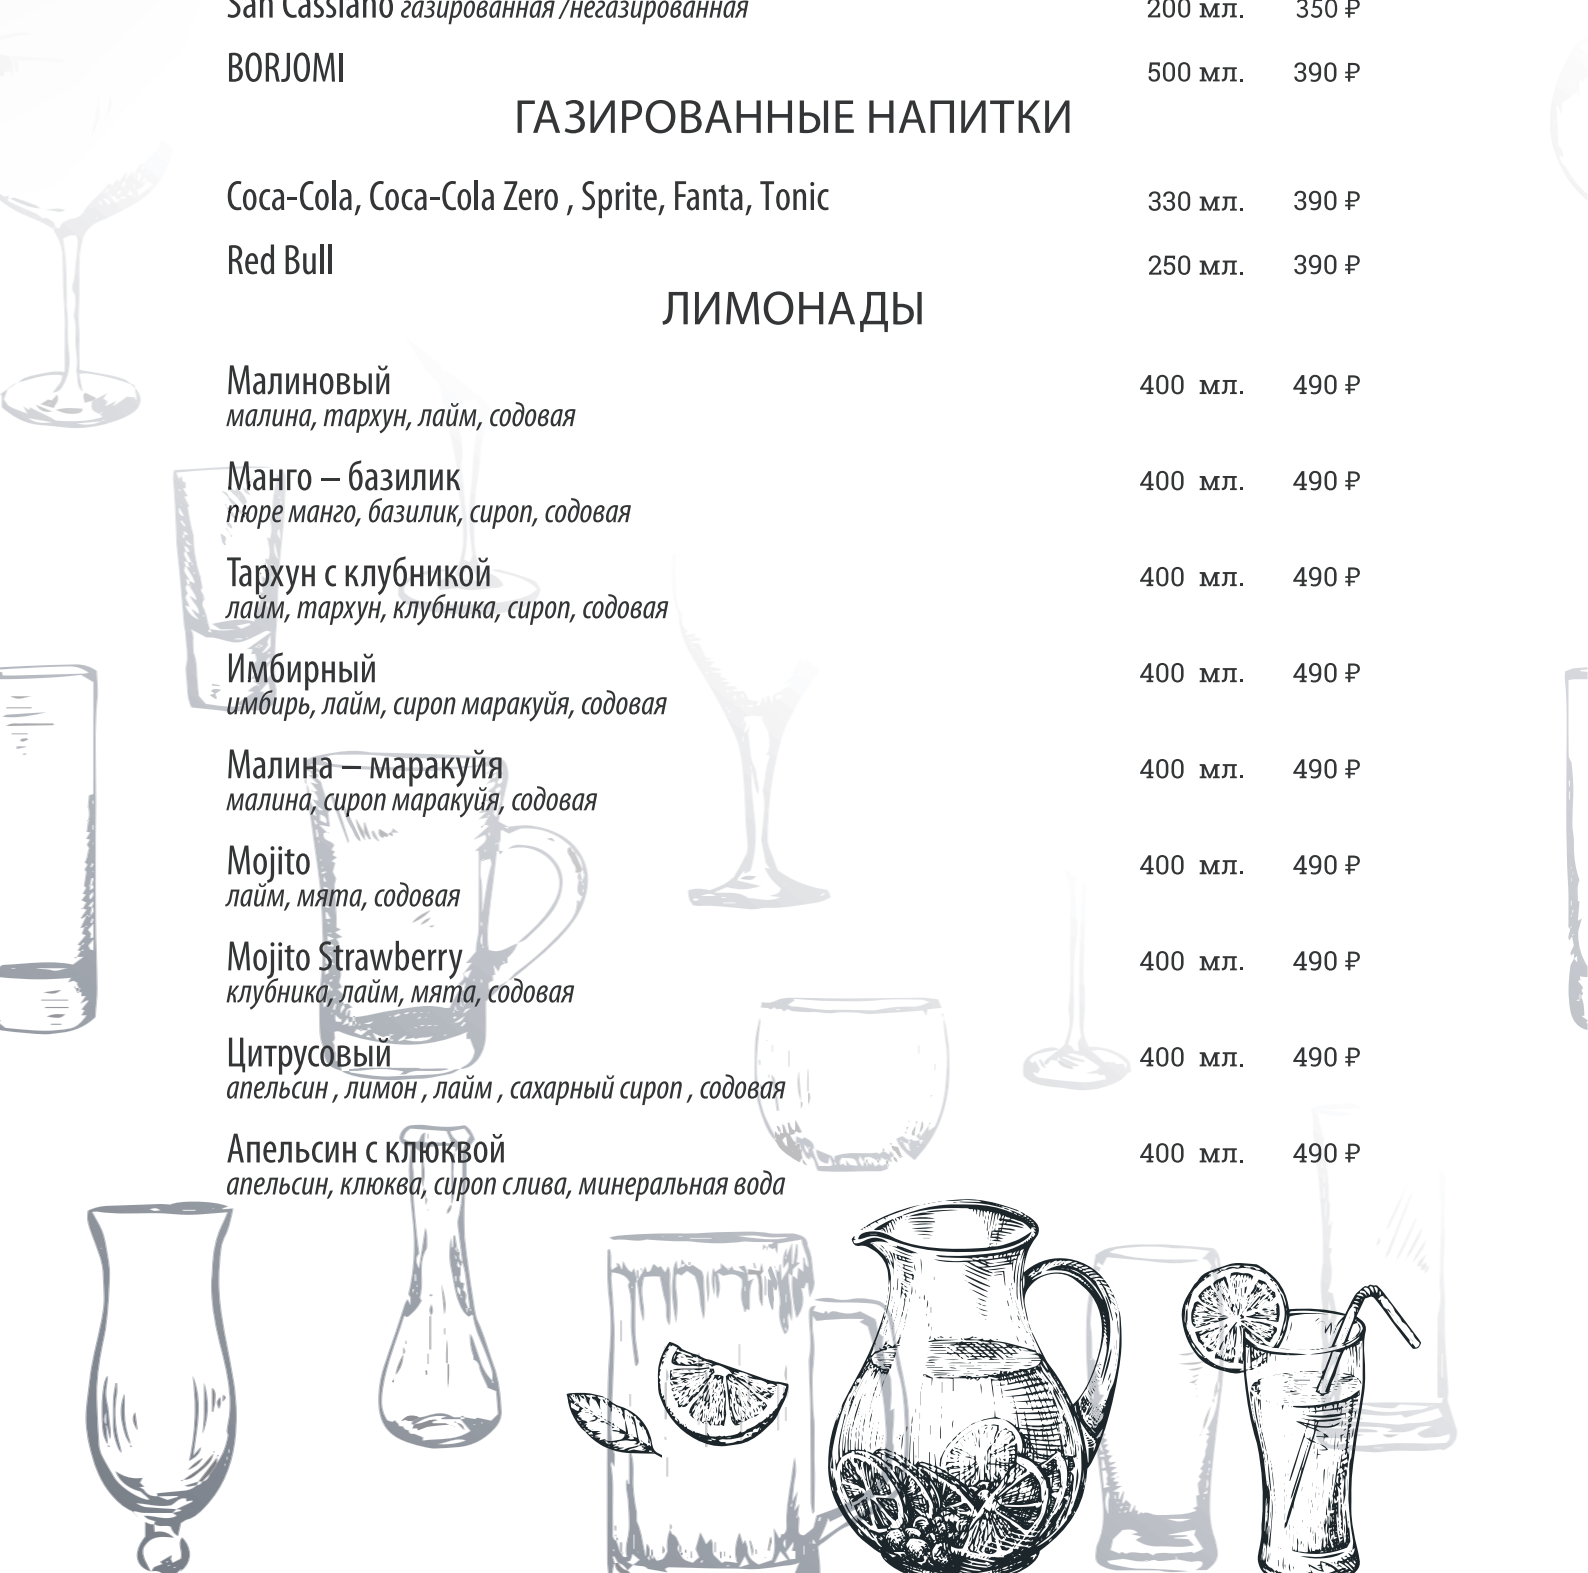 San Cassiano газированная /негазированная 200 мл. 350 ₽
BORJOMI 500 мл. 390 ₽
ГАЗИРОВАННЫЕ НАПИТКИ
Coca-Cola, Coca-Cola Zero , Sprite, Fanta, Tonic 330 мл. 390 ₽
Red Bull 250 мл. 390 ₽
ЛИМОНАДЫ
Малиновый 400 мл. 490 ₽
малина, тархун, лайм, содовая
Манго – базилик 400 мл. 490 ₽
пюре манго, базилик, сироп, содовая
Тархун с клубникой 400 мл. 490 ₽
лайм, тархун, клубника, сироп, содовая
Имбирный 400 мл. 490 ₽
имбирь, лайм, сироп маракуйя, содовая
Малина – маракуйя 400 мл. 490 ₽
малина, сироп маракуйя, содовая
Mojito 400 мл. 490 ₽
лайм, мята, содовая
Mojito Strawberry 400 мл. 490 ₽
клубника, лайм, мята, содовая
Цитрусовый 400 мл. 490 ₽
апельсин , лимон , лайм , сахарный сироп , содовая
Апельсин с клюквой 400 мл. 490 ₽
апельсин, клюква, сироп слива, минеральная вода